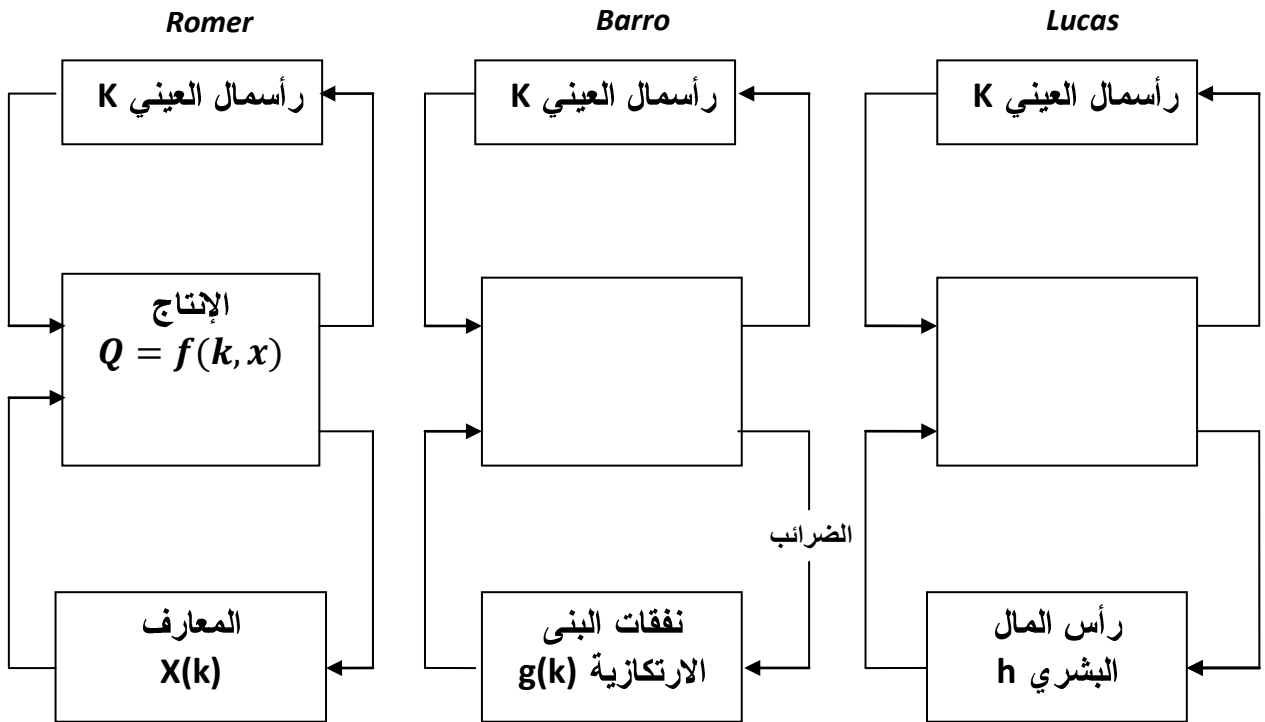 Romer
Barro
Lucas
رأسمال العيني K
رأسمال العيني K
رأسمال العيني K
الإنتاج
Q = f(k, x)
الضرائب
المعارف
X(k)
نفقات البنى
الارتكازية g(k)
رأس المال
البشري h